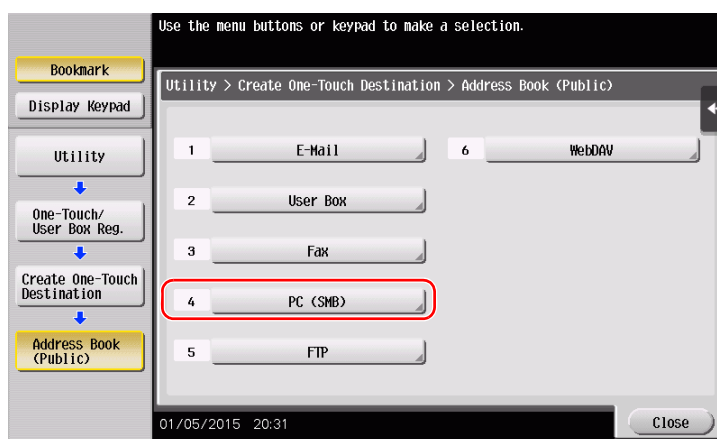 Use the menu buttons or keypad to make a selection.
Bookmark
Display Keypad
Utility > Create One-Touch Destination > Address Book (Public)
Utility
One-Touch/
User Box Reg.
Create One-Touch
Destination
Address Book
(Public)
1 E-Mail
2 User Box
3 Fax
4 PC (SMB)
5 FTP
6 WebDAV
01/05/2015 20:31
Close